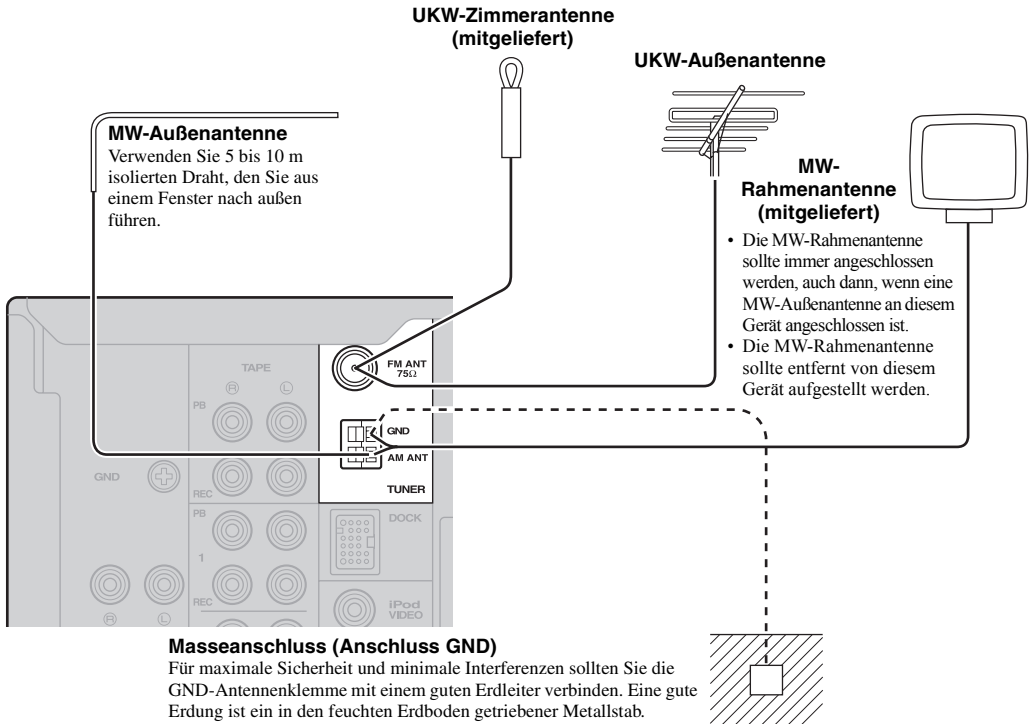 UKW-Zimmerantenne
(mitgeliefert)
UKW-Außenantenne
MW-Außenantenne
Verwenden Sie 5 bis 10 m
isolierten Draht, den Sie aus
einem Fenster nach außen
führen.
MW-
Rahmenantenne
(mitgeliefert)
• Die MW-Rahmenantenne
sollte immer angeschlossen
werden, auch dann, wenn eine
MW-Außenantenne an diesem
Gerät angeschlossen ist.
• Die MW-Rahmenantenne
sollte entfernt von diesem
Gerät aufgestellt werden.
FM ANT
75Ω
TAPE
R L
PB
GND
AM ANT
GND
REC
TUNER
PB
DOCK
1
REC
iPod
VIDEO
R L
Masseanschluss (Anschluss GND)
Für maximale Sicherheit und minimale Interferenzen sollten Sie die
GND-Antennenklemme mit einem guten Erdleiter verbinden. Eine gute
Erdung ist ein in den feuchten Erdboden getriebener Metallstab.